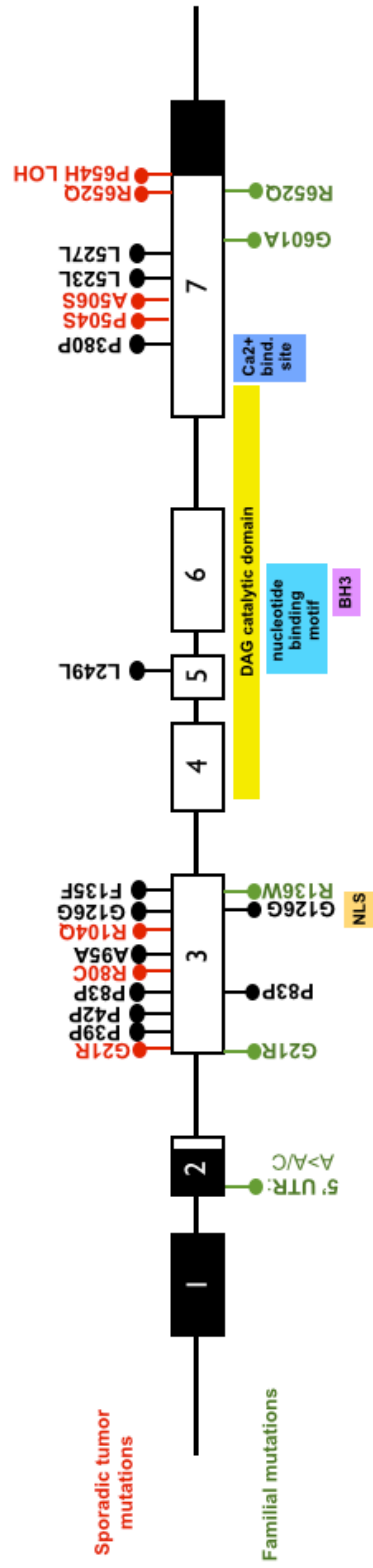 Sporadic tumor
mutations
G21R
P39P
P42P
P83P
R80C
A95A
R104Q
G126G
F135F
L249L
P380P
P504S
A506S
L523L
L527L
R652Q
P654H LOH
1
2
3
4
5
6
7
Familial mutations
5' UTR:
A>A/C
G21R
P83P
G126G
R136W
G601A
R652Q
NLS
DAG catalytic domain
nucleotide
binding
motif
BH3
Ca2+
bind.
site